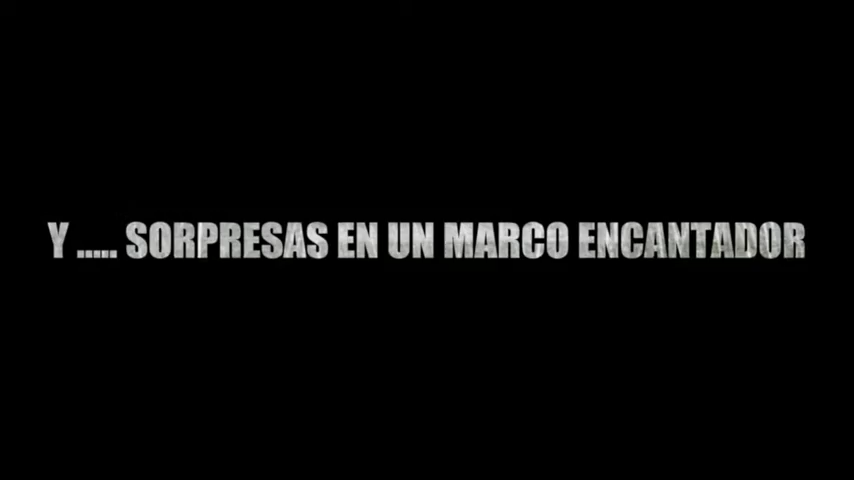 Y ..... SORPRESAS EN UN MARCO ENCANTADOR